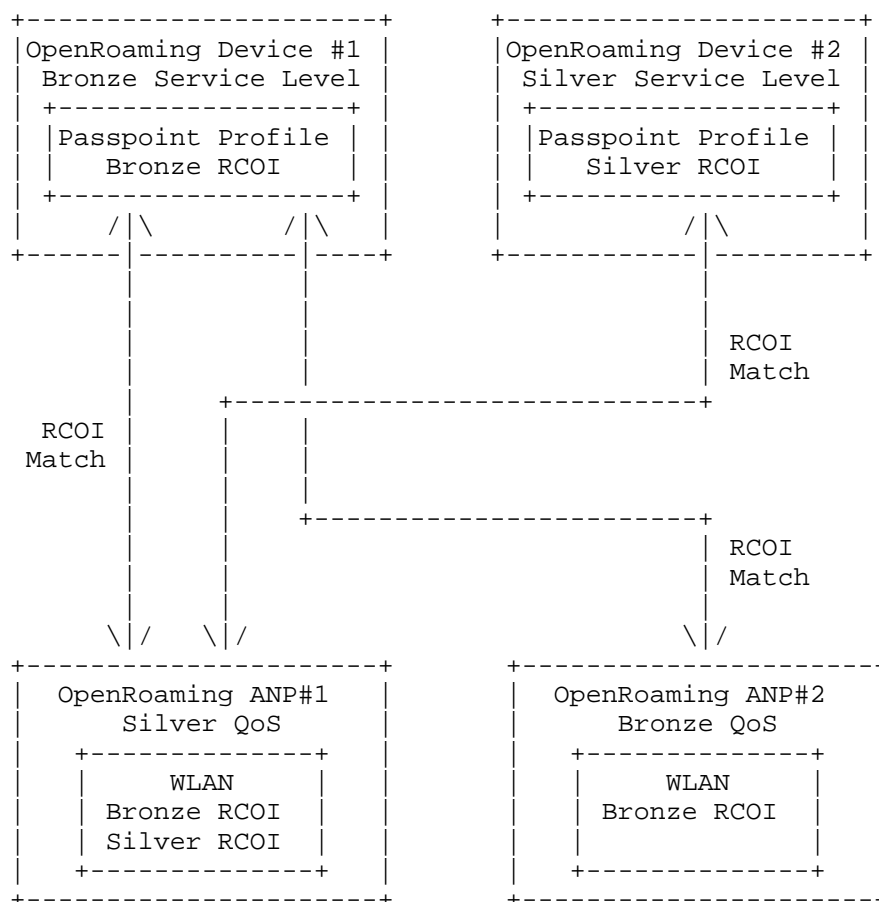 OpenRoaming Device #1
Bronze Service Level
Passpoint Profile
Bronze RCOI
OpenRoaming Device #2
Silver Service Level
Passpoint Profile
Silver RCOI
RCOI
Match
RCOI
Match
RCOI
Match
OpenRoaming ANP#1
Silver QoS
WLAN
Bronze RCOI
Silver RCOI
OpenRoaming ANP#2
Bronze QoS
WLAN
Bronze RCOI